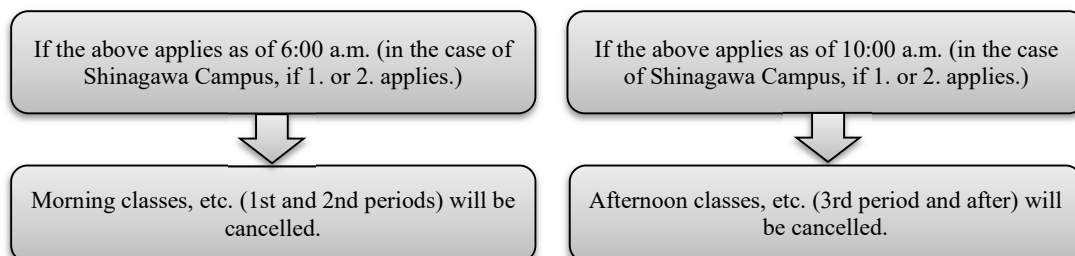 If the above applies as of 6:00 a.m. (in the case of
Shinagawa Campus, if 1. or 2. applies.)
Morning classes, etc. (1st and 2nd periods) will be
cancelled.
If the above applies as of 10:00 a.m. (in the case
of Shinagawa Campus, if 1. or 2. applies.)
Afternoon classes, etc. (3rd period and after) will
be cancelled.